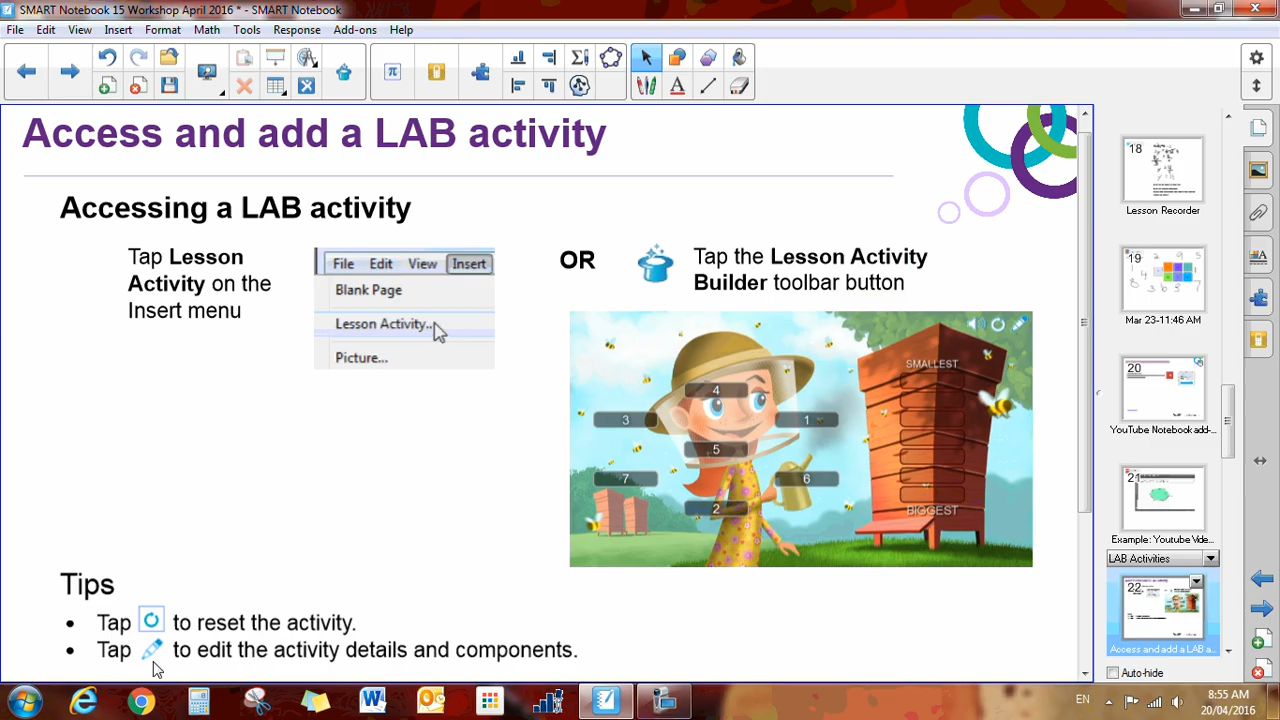 SMART Notebook 15 Workshop April 2016 * - SMART Notebook
File Edit View Insert Format Math Tools Response Add-ons Help
Access and add a LAB activity
Accessing a LAB activity
Tap Lesson
Activity on the
Insert menu
File Edit View Insert
Blank Page
Lesson Activity...
Picture...
OR
Tap the Lesson Activity
Builder toolbar button
SMALLEST
4
3
1
5
7
6
2
BIGGEST
Tips
• Tap to reset the activity.
• Tap to edit the activity details and components.
18
Lesson Recorder
19
Mar 23-11:46 AM
20
YouTube Notebook add-...
21
Example: Youtube Vide...
LAB Activities
22
Access and add a LAB a...
Auto-hide
EN
8:55 AM
20/04/2016